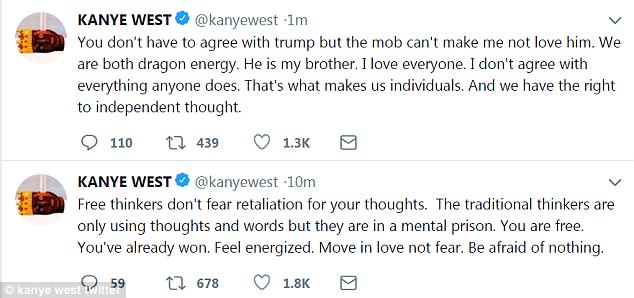 KANYE WEST @kanyewest · 1m
You don't have to agree with trump but the mob can't make me not love him. We
are both dragon energy. He is my brother. I love everyone. I don't agree with
everything anyone does. That's what makes us individuals. And we have the right
to independent thought.
110 439 1.3K
KANYE WEST @kanyewest · 10m
Free thinkers don't fear retaliation for your thoughts. The traditional thinkers are
only using thoughts and words but they are in a mental prison. You are free.
You've already won. Feel energized. Move in love not fear. Be afraid of nothing.
59 678 1.8K
© kanye west twitter